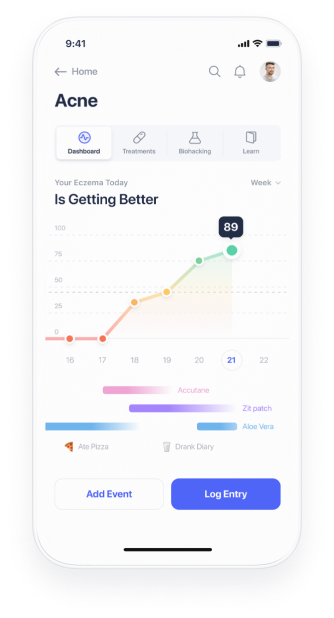 9:41
Home
Acne
Dashboard Treatments Biohacking Learn
Your Eczema Today Week
Is Getting Better
89
100
75
50
25
0
16 17 18 19 20 21 22
Accutane
Zit patch
Aloe Vera
Ate Pizza Drank Diary
Add Event Log Entry